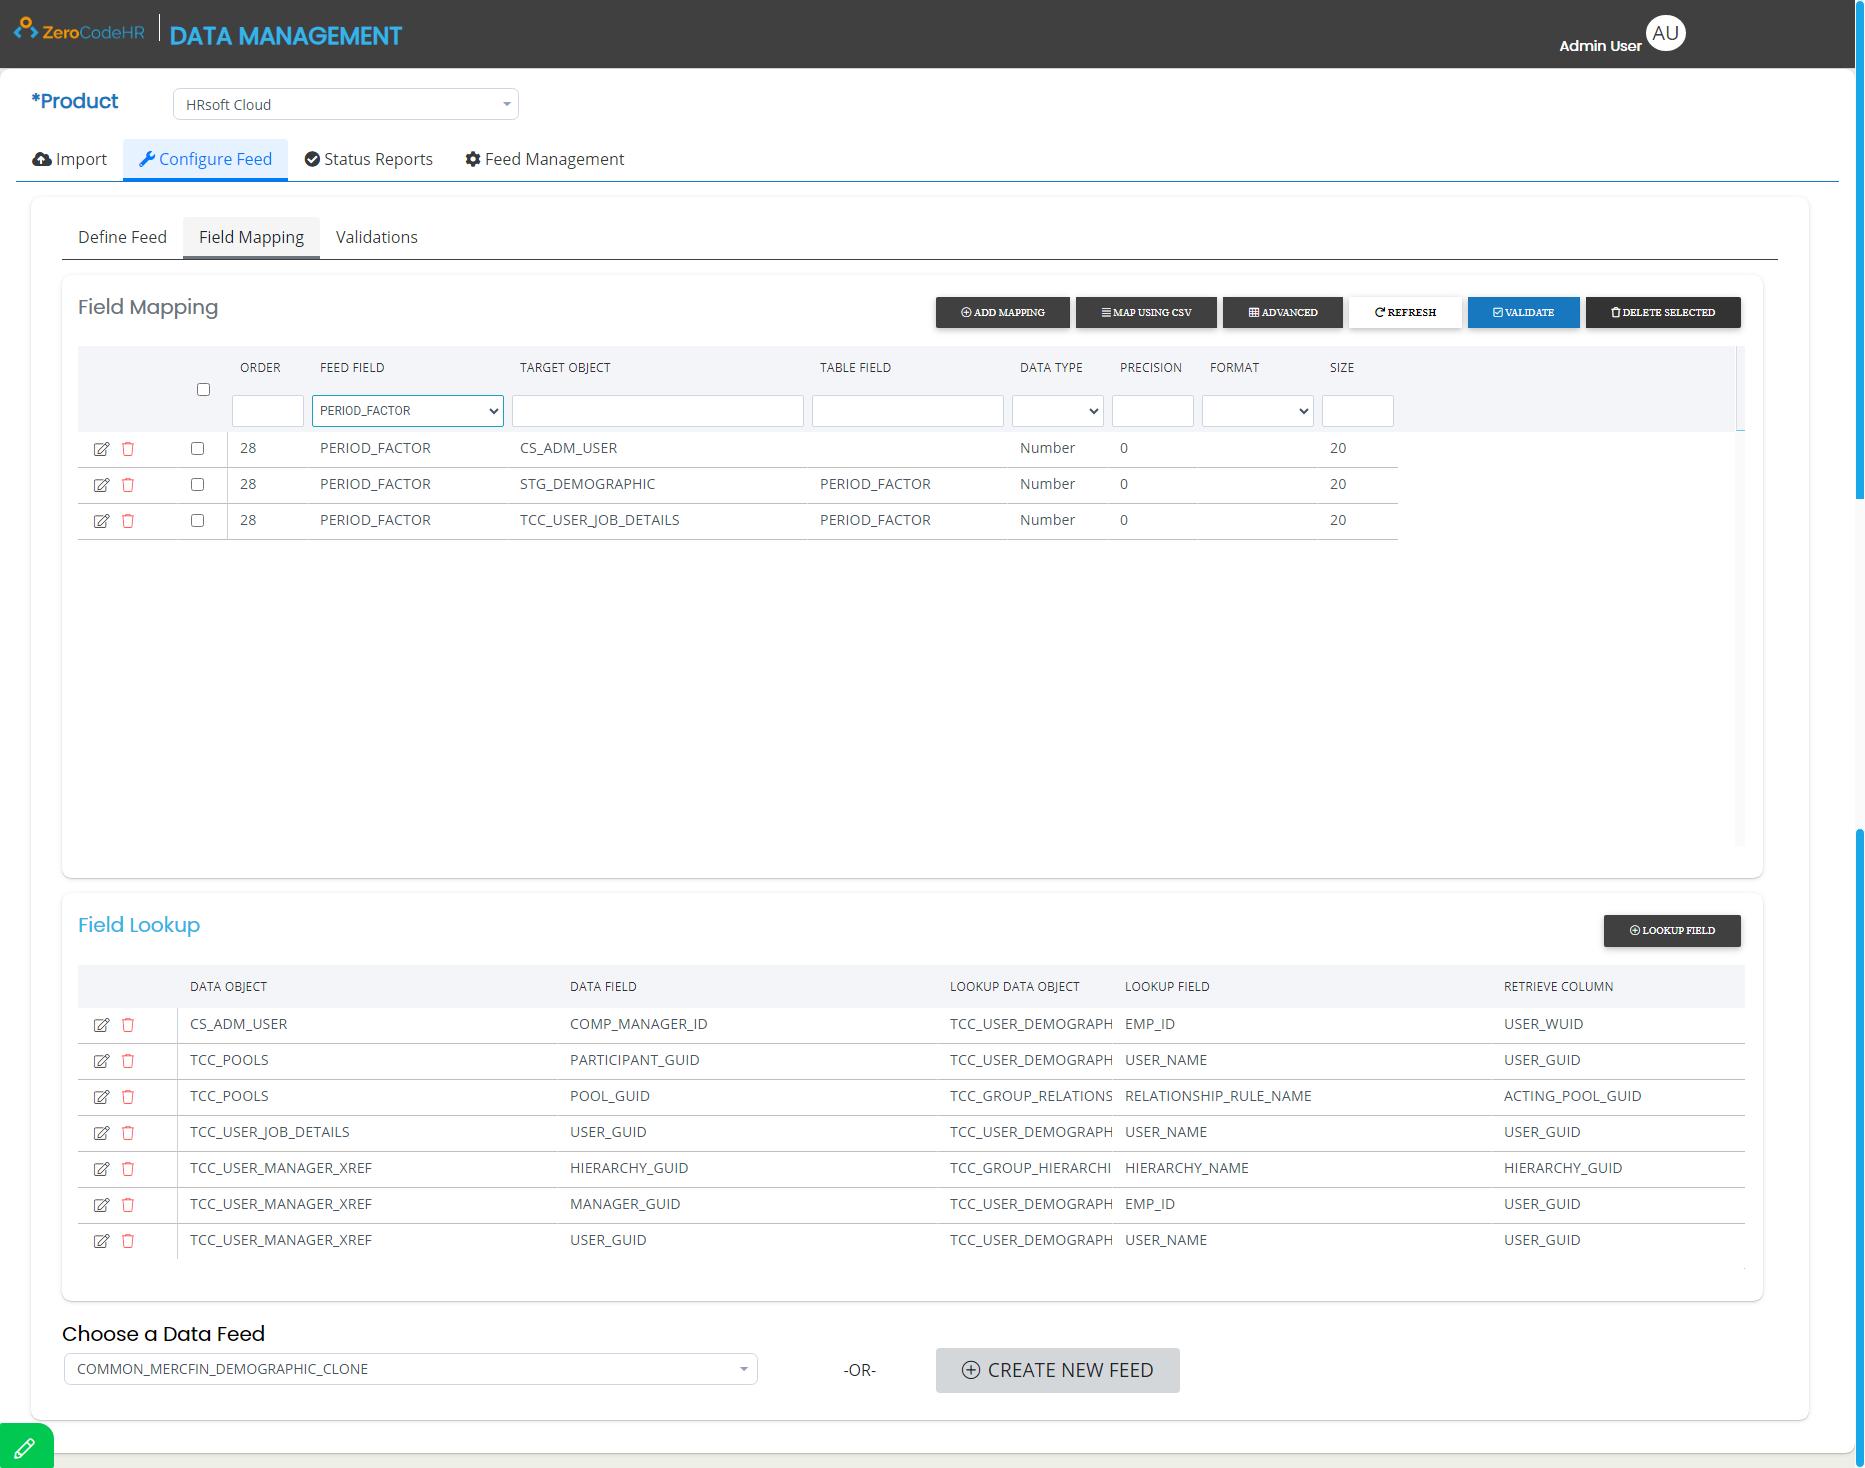 ZeroCodeHR DATA MANAGEMENT
Admin User AU
*Product HRsoft Cloud
Import Configure Feed Status Reports Feed Management
Define Feed Field Mapping Validations
Field Mapping ADD MAPPING MAP USING CSV ADVANCED REFRESH VALIDATE DELETE SELECTED
ORDER FEED FIELD TARGET OBJECT TABLE FIELD DATA TYPE PRECISION FORMAT SIZE
PERIOD_FACTOR
28 PERIOD_FACTOR CS_ADM_USER Number 0 20
28 PERIOD_FACTOR STG_DEMOGRAPHIC PERIOD_FACTOR Number 0 20
28 PERIOD_FACTOR TCC_USER_JOB_DETAILS PERIOD_FACTOR Number 0 20
Field Lookup LOOKUP FIELD
DATA OBJECT DATA FIELD LOOKUP DATA OBJECT LOOKUP FIELD RETRIEVE COLUMN
CS_ADM_USER COMP_MANAGER_ID TCC_USER_DEMOGRAPH EMP_ID USER_WUID
TCC_POOLS PARTICIPANT_GUID TCC_USER_DEMOGRAPH USER_NAME USER_GUID
TCC_POOLS POOL_GUID TCC_GROUP_RELATIONS RELATIONSHIP_RULE_NAME ACTING_POOL_GUID
TCC_USER_JOB_DETAILS USER_GUID TCC_USER_DEMOGRAPH USER_NAME USER_GUID
TCC_USER_MANAGER_XREF HIERARCHY_GUID TCC_GROUP_HIERARCHI HIERARCHY_NAME HIERARCHY_GUID
TCC_USER_MANAGER_XREF MANAGER_GUID TCC_USER_DEMOGRAPH EMP_ID USER_GUID
TCC_USER_MANAGER_XREF USER_GUID TCC_USER_DEMOGRAPH USER_NAME USER_GUID
Choose a Data Feed
COMMON_MERCFIN_DEMOGRAPHIC_CLONE -OR- CREATE NEW FEED